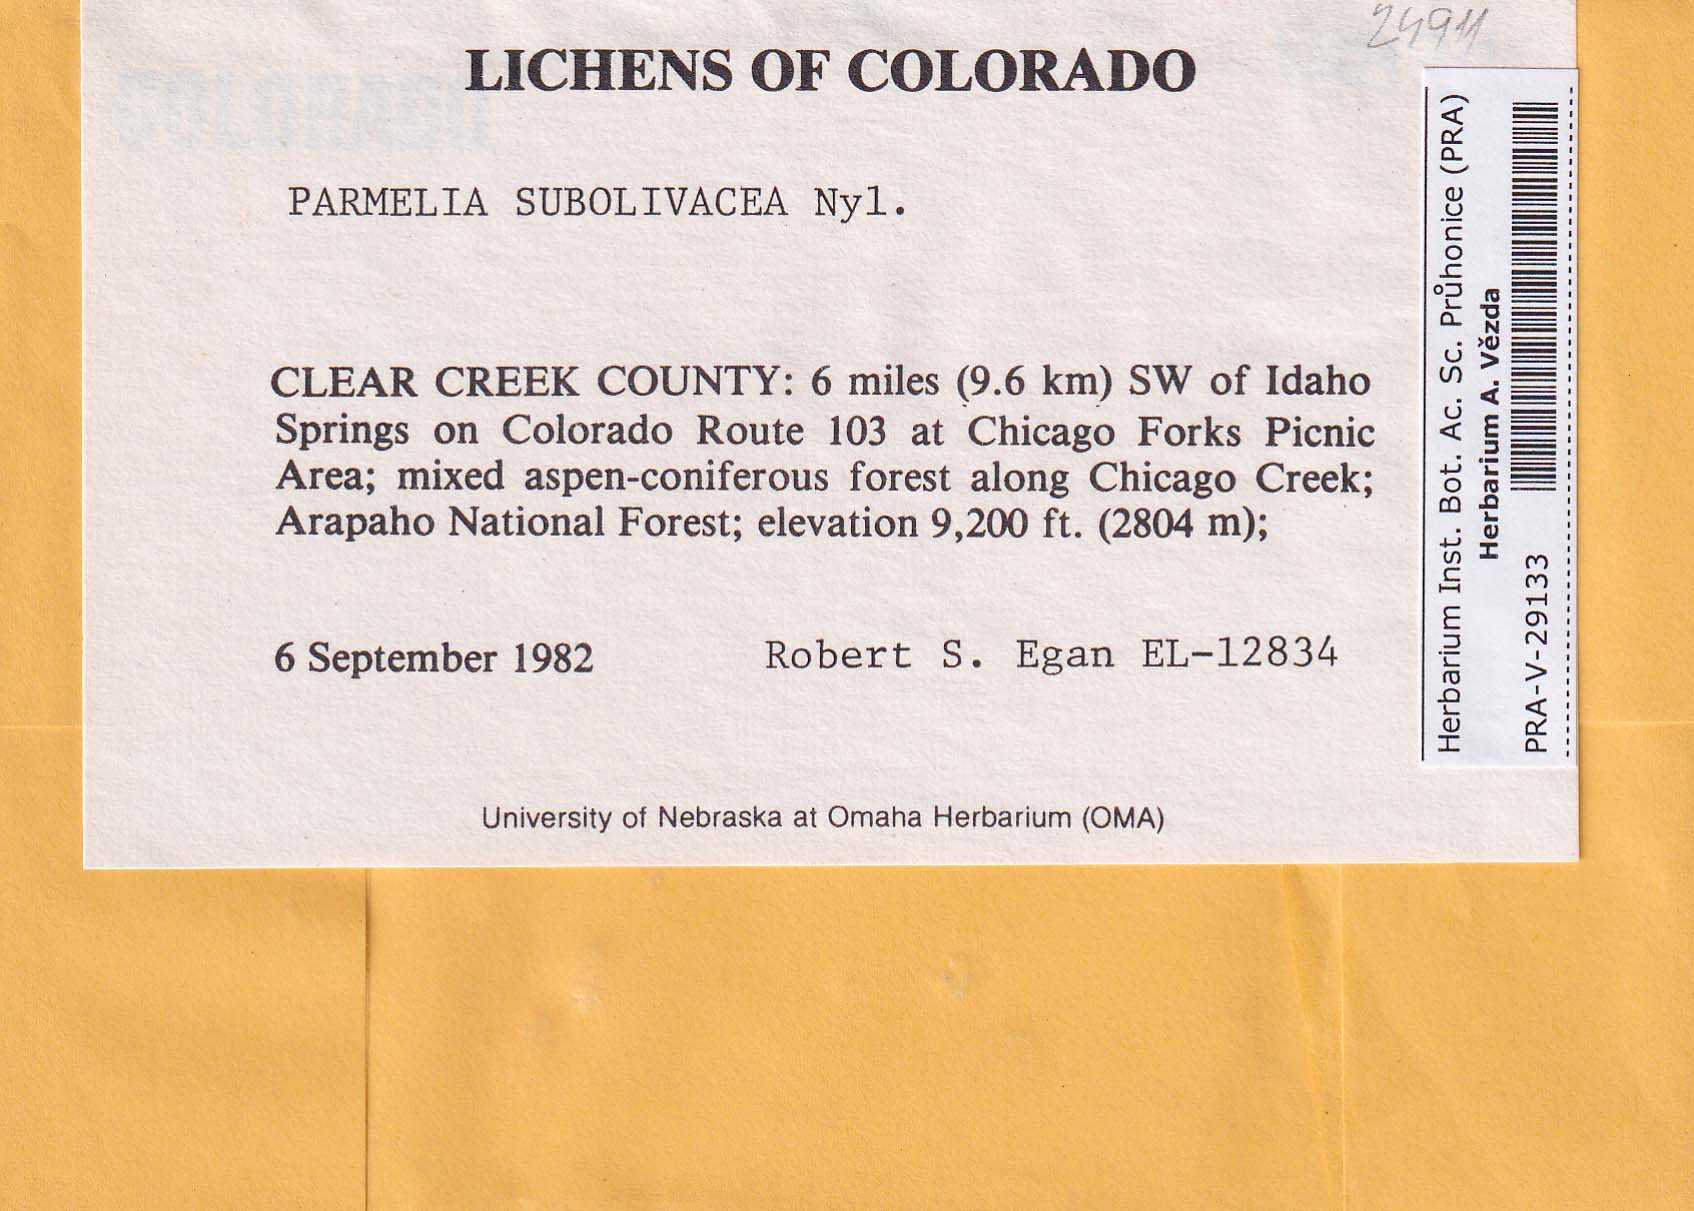 24911
LICHENS OF COLORADO
PARMELIA SUBOLIVACEA Nyl.
CLEAR CREEK COUNTY: 6 miles (9.6 km) SW of Idaho
Springs on Colorado Route 103 at Chicago Forks Picnic
Area; mixed aspen-coniferous forest along Chicago Creek;
Arapaho National Forest; elevation 9,200 ft. (2804 m);
6 September 1982 Robert S. Egan EL-12834
University of Nebraska at Omaha Herbarium (OMA)
Herbarium Inst. Bot. Ac. Sc. Průhonice (PRA)
Herbarium A. Vězda
PRA-V-29133